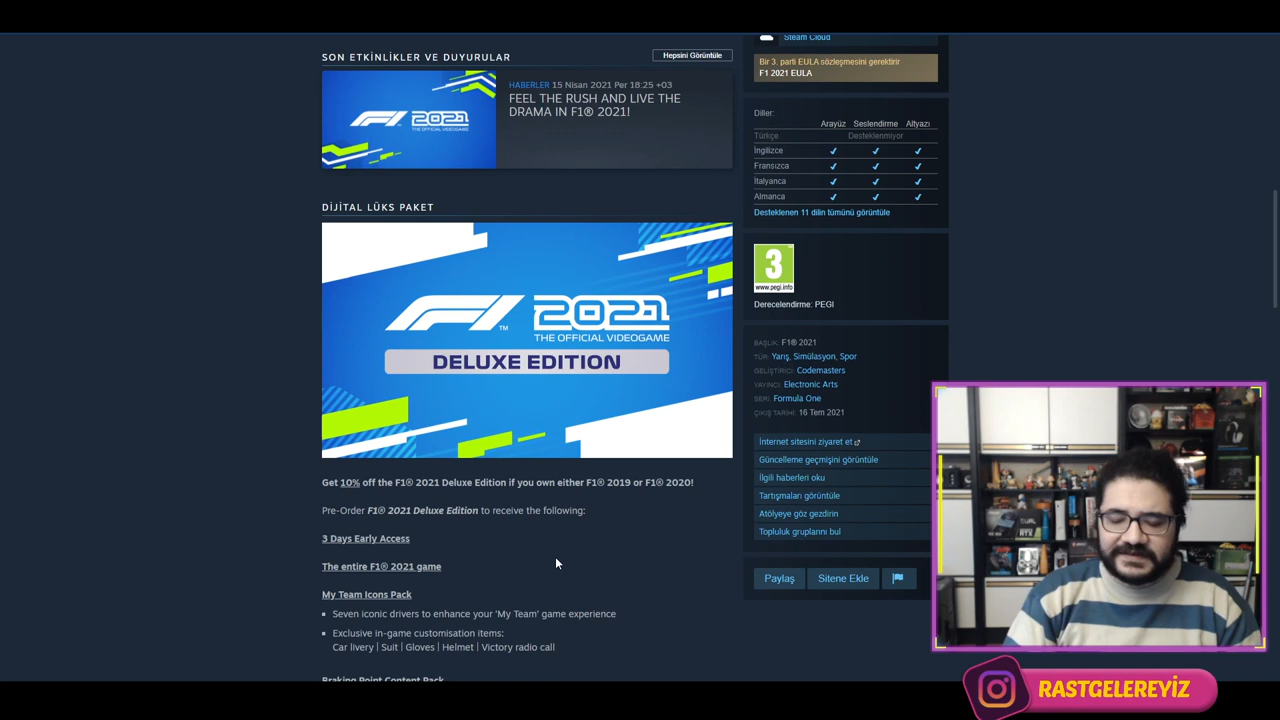 SON ETKİNLİKLER VE DUYURULAR
Hepsini Görüntüle
F1 2021
THE OFFICIAL VIDEOGAME
HABERLER 15 Nisan 2021 Per 18:25 +03
FEEL THE RUSH AND LIVE THE
DRAMA IN F1® 2021!
DİJİTAL LÜKS PAKET
F1™ 2021
THE OFFICIAL VIDEOGAME
DELUXE EDITION
Get 10% off the F1® 2021 Deluxe Edition if you own either F1® 2019 or F1® 2020!
Pre-Order F1® 2021 Deluxe Edition to receive the following:
3 Days Early Access
The entire F1® 2021 game
My Team Icons Pack
Seven iconic drivers to enhance your 'My Team' game experience
Exclusive in-game customisation items:
Car livery | Suit | Gloves | Helmet | Victory radio call
Braking Point Content Pack
Steam Cloud
Bir 3. parti EULA sözleşmesini gerektirir
F1 2021 EULA
Diller:
Arayüz Seslendirme Altyazı
Türkçe Desteklenmiyor
İngilizce ✔ ✔ ✔
Fransızca ✔ ✔ ✔
İtalyanca ✔ ✔ ✔
Almanca ✔ ✔ ✔
Desteklenen 11 dilin tümünü görüntüle
3
www.pegi.info
Derecelendirme: PEGI
BAŞLIK: F1® 2021
TÜR: Yarış, Simülasyon, Spor
GELİŞTİRİCİ: Codemasters
YAYINCI: Electronic Arts
SERİ: Formula One
ÇIKIŞ TARİHİ: 16 Tem 2021
İnternet sitesini ziyaret et
Güncelleme geçmişini görüntüle
İlgili haberleri oku
Tartışmaları görüntüle
Atölyeye göz gezdirin
Topluluk gruplarını bul
Paylaş
Sitene Ekle
RASTGELEREYİZ